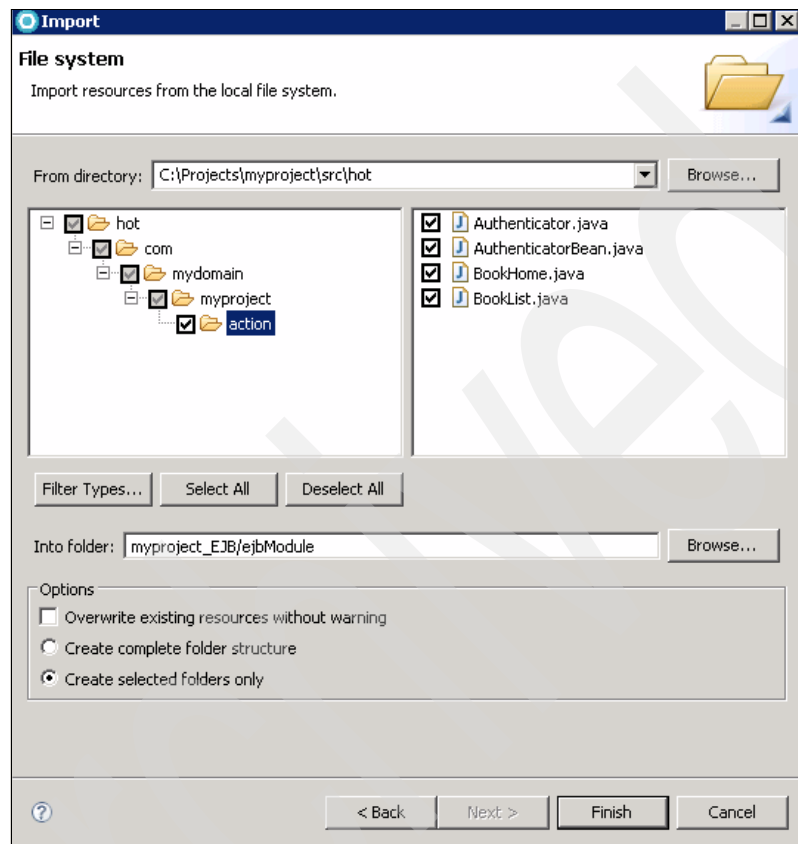 Import
File system
Import resources from the local file system.
From directory: C:\Projects\myproject\src\hot Browse...
hot
com
mydomain
myproject
action
Authenticator.java
AuthenticatorBean.java
BookHome.java
BookList.java
Filter Types... Select All Deselect All
Into folder: myproject_EJB/ejbModule Browse...
Options
Overwrite existing resources without warning
Create complete folder structure
Create selected folders only
? < Back Next > Finish Cancel